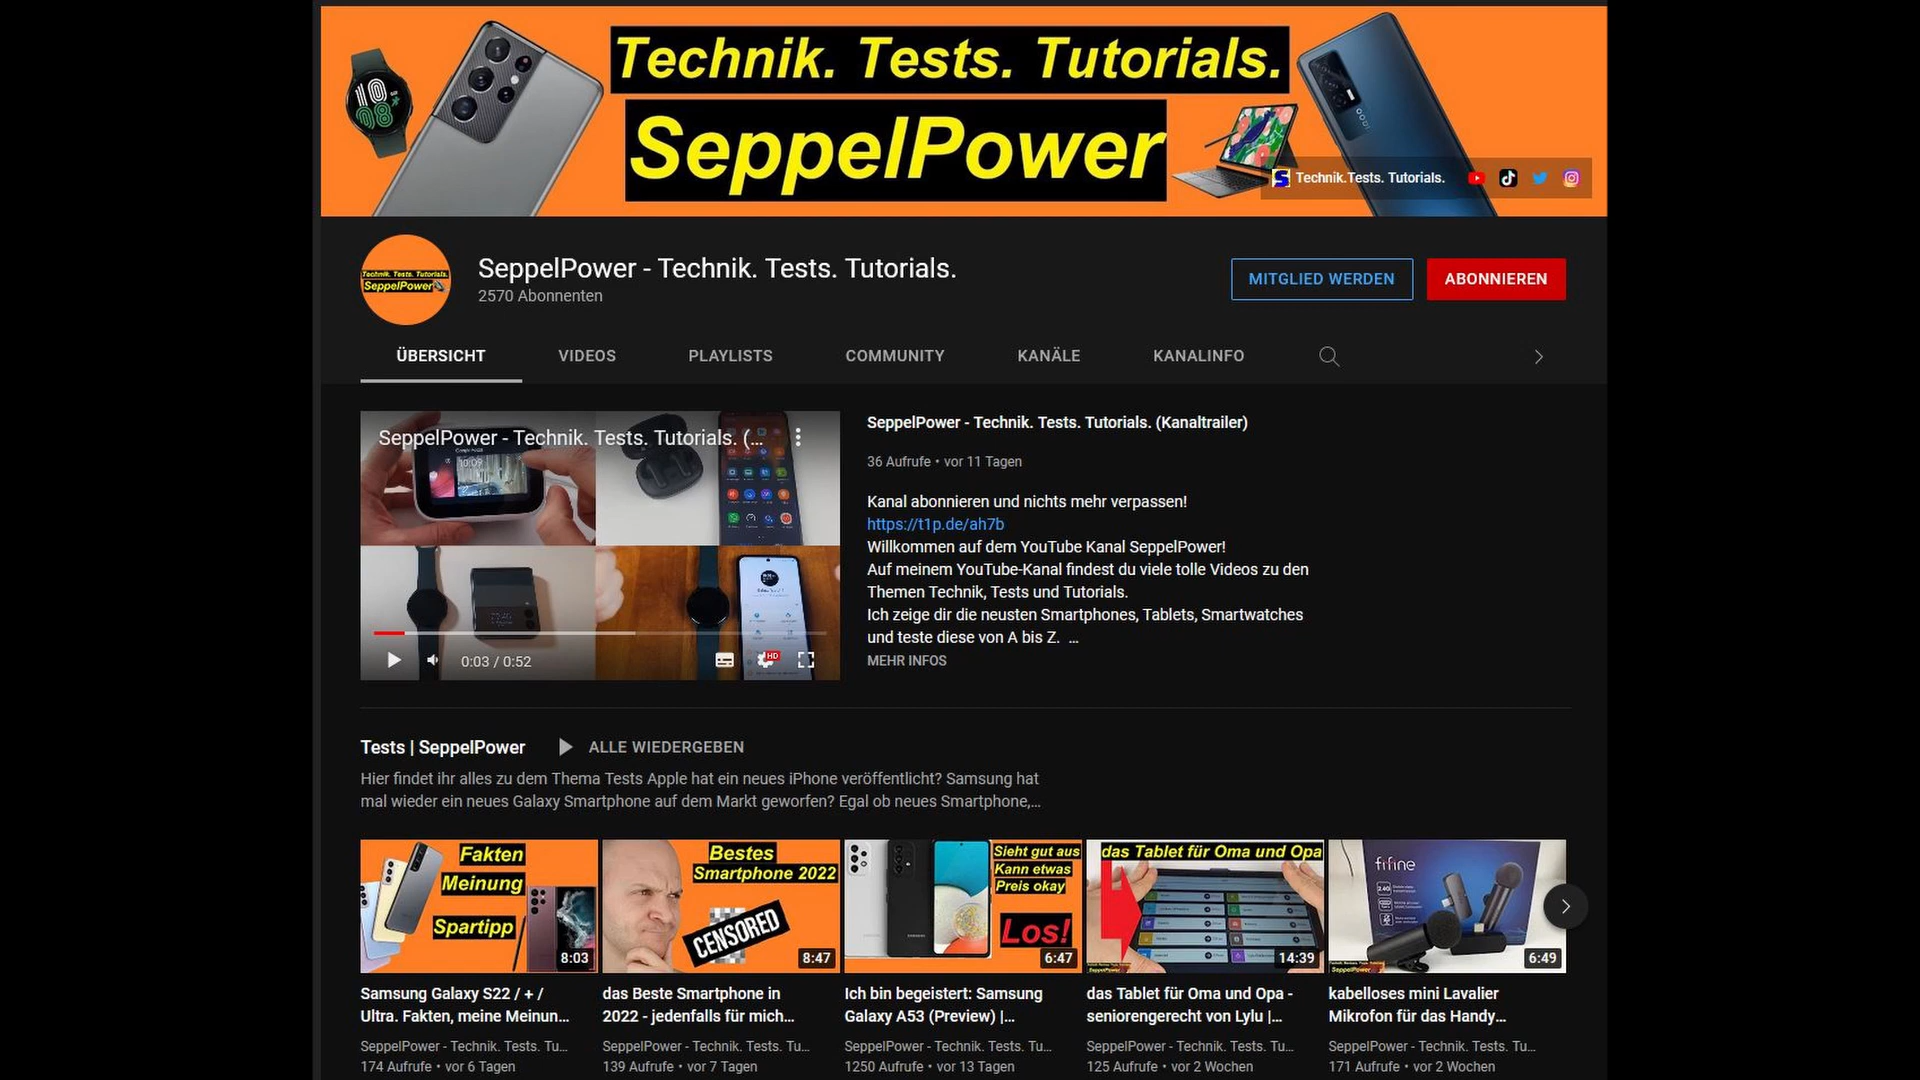 Technik. Tests. Tutorials.
SeppelPower
Technik.Tests. Tutorials.
Technik. Tests. Tutorials.
SeppelPower
SeppelPower - Technik. Tests. Tutorials.
2570 Abonnenten
MITGLIED WERDEN
ABONNIEREN
ÜBERSICHT
VIDEOS
PLAYLISTS
COMMUNITY
KANÄLE
KANALINFO
SeppelPower - Technik. Tests. Tutorials. (...
10:09
0:03 / 0:52
HD
SeppelPower - Technik. Tests. Tutorials. (Kanaltrailer)
36 Aufrufe • vor 11 Tagen
Kanal abonnieren und nichts mehr verpassen!
https://t1p.de/ah7b
Willkommen auf dem YouTube Kanal SeppelPower!
Auf meinem YouTube-Kanal findest du viele tolle Videos zu den
Themen Technik, Tests und Tutorials.
Ich zeige dir die neusten Smartphones, Tablets, Smartwatches
und teste diese von A bis Z. ...
MEHR INFOS
Tests | SeppelPower
ALLE WIEDERGEBEN
Hier findet ihr alles zu dem Thema Tests Apple hat ein neues iPhone veröffentlicht? Samsung hat
mal wieder ein neues Galaxy Smartphone auf dem Markt geworfen? Egal ob neues Smartphone,...
Fakten
Meinung
Spartipp
8:03
Samsung Galaxy S22 / + /
Ultra. Fakten, meine Meinun...
SeppelPower - Technik. Tests. Tu...
174 Aufrufe • vor 6 Tagen
Bestes
Smartphone 2022
CENSORED
8:47
das Beste Smartphone in
2022 - jedenfalls für mich...
SeppelPower - Technik. Tests. Tu...
139 Aufrufe • vor 7 Tagen
Sieht gut aus
Kann etwas
Preis okay
Los!
6:47
Ich bin begeistert: Samsung
Galaxy A53 (Preview) |...
SeppelPower - Technik. Tests. Tu...
1250 Aufrufe • vor 13 Tagen
das Tablet für Oma und Opa
SeppelPower
14:39
das Tablet für Oma und Opa -
seniorengerecht von Lylu |...
SeppelPower - Technik. Tests. Tu...
125 Aufrufe • vor 2 Wochen
fifine
SeppelPower
6:49
kabelloses mini Lavalier
Mikrofon für das Handy...
SeppelPower - Technik. Tests. Tu...
171 Aufrufe • vor 2 Wochen